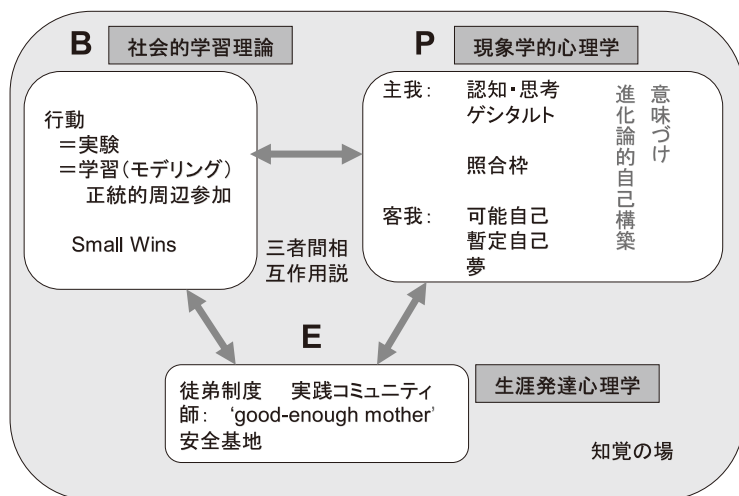 B 社会的学習理論
行動
＝実験
＝学習（モデリング）
正統的周辺参加
Small Wins
P 現象学的心理学
主我： 認知・思考
ゲシタルト
照合枠
客我： 可能自己
暫定自己
夢
意味づけ
進化論的自己構築
三者間相
互作用説
E
徒弟制度 実践コミュニティ
師： ‘good-enough mother’
安全基地
生涯発達心理学
知覚の場